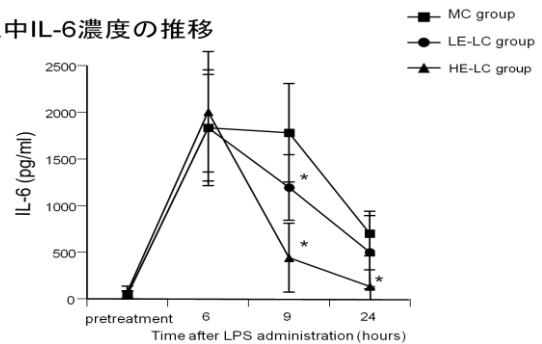 中IL-6濃度の推移
MC group
LE-LC group
HE-LC group
IL-6 (pg/ml)
2500
2000
1500
1000
500
0
*
*
*
pretreatment 6 9 24
Time after LPS administration (hours)